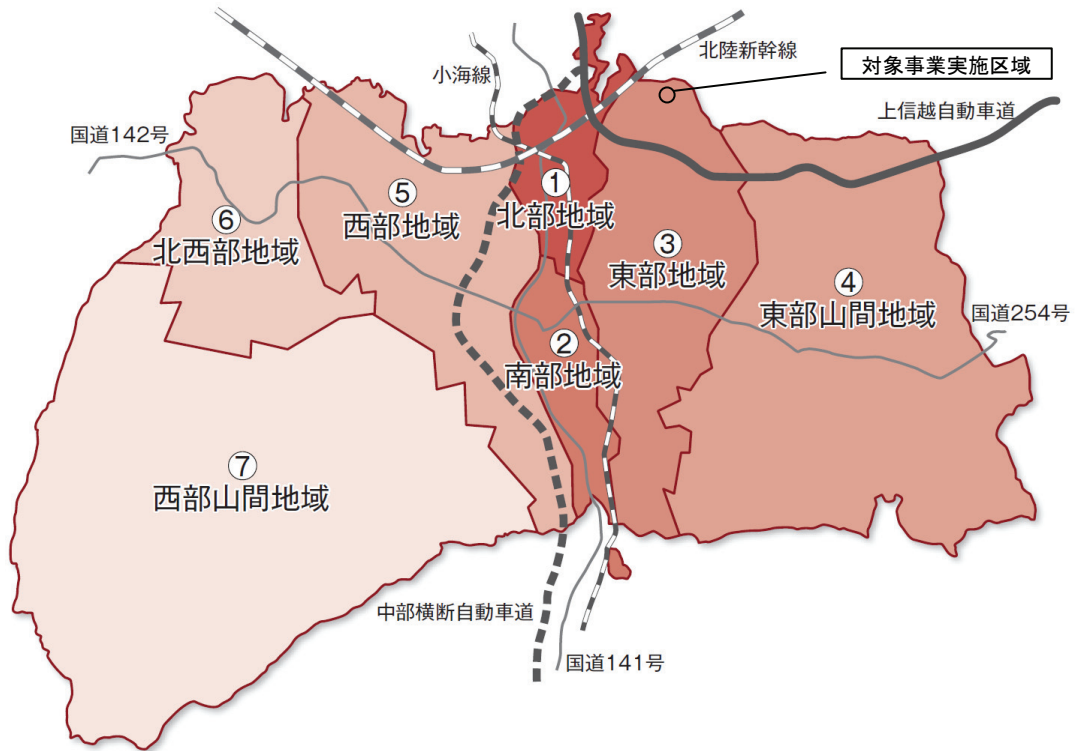 北陸新幹線
小海線
対象事業実施区域
上信越自動車道
国道142号
①
北部地域
⑤
西部地域
⑥
北西部地域
③
東部地域
④
東部山間地域
国道254号
②
南部地域
⑦
西部山間地域
中部横断自動車道
国道141号